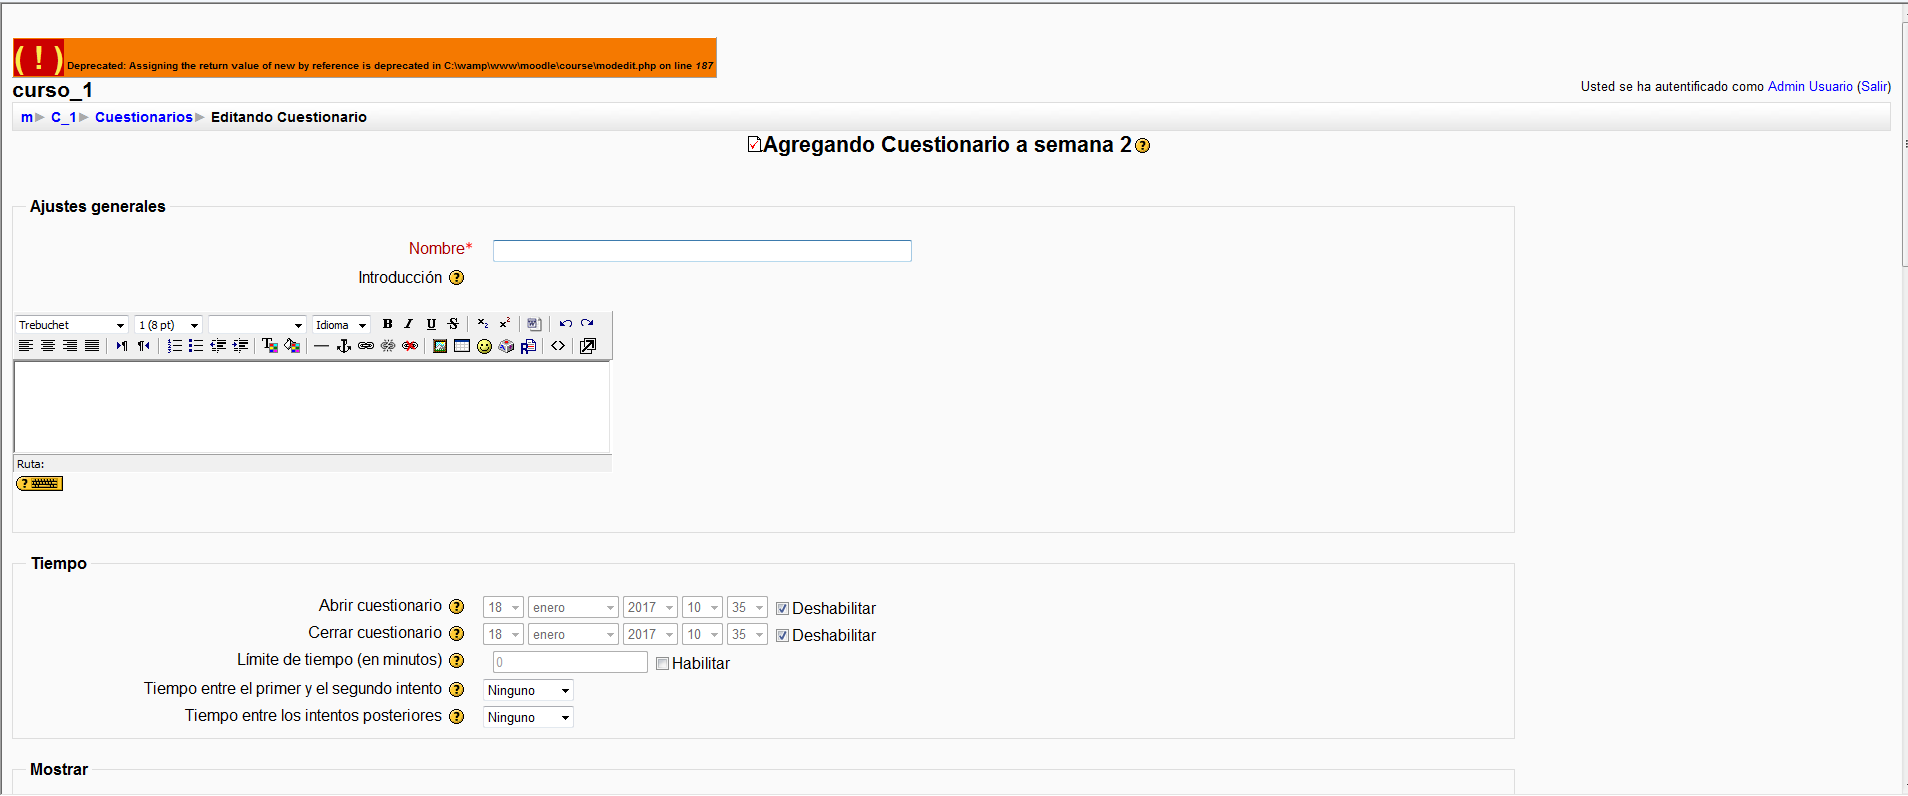 ( ! ) Deprecated: Assigning the return value of new by reference is deprecated in C:\wamp\www\moodle\course\modedit.php on line 187
curso_1
Usted se ha autentificado como Admin Usuario (Salir)
m ► C_1 ► Cuestionarios ► Editando Cuestionario
Agregando Cuestionario a semana 2 ?
Ajustes generales
Nombre*
Introducción ?
Trebuchet 1 (8 pt) Idioma B I U S x₂ x² W
T <>
Ruta:
?
Tiempo
Abrir cuestionario ? 18 enero 2017 10 35 Deshabilitar
Cerrar cuestionario ? 18 enero 2017 10 35 Deshabilitar
Límite de tiempo (en minutos) ? 0 Habilitar
Tiempo entre el primer y el segundo intento ? Ninguno
Tiempo entre los intentos posteriores ? Ninguno
Mostrar